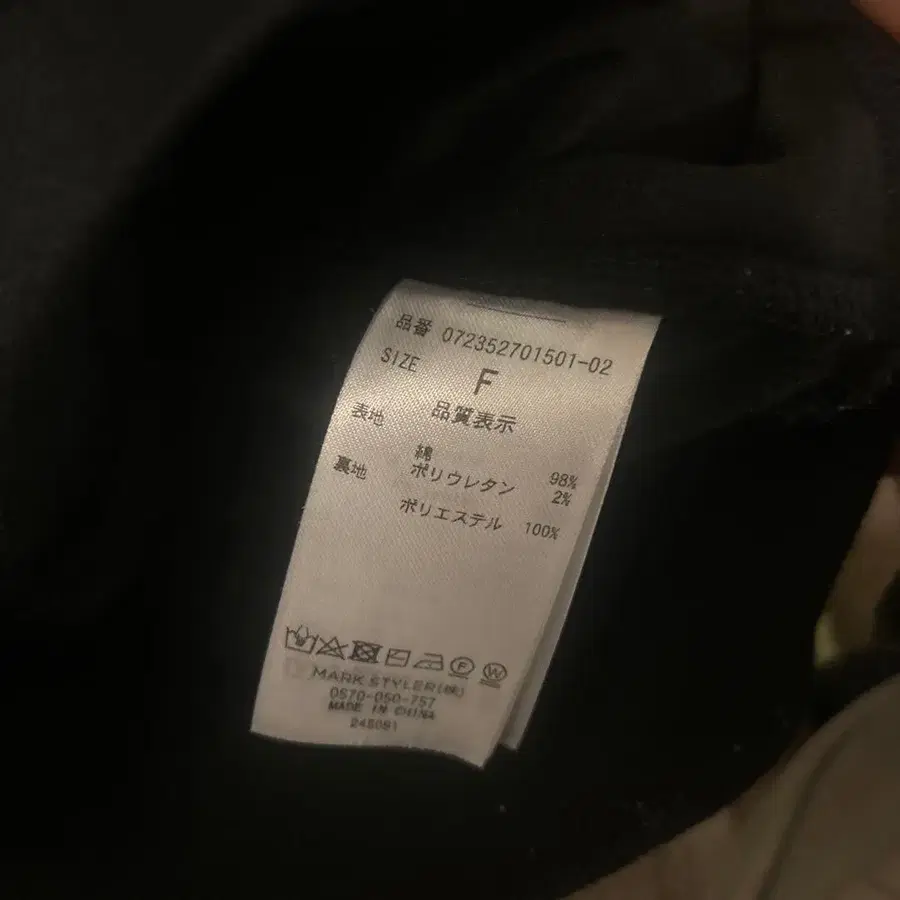 品番 072352701501-02
SIZE F
品質表示
表地 綿 98%
ポリウレタン 2%
裏地 ポリエステル 100%
MARK STYLER(株)
0570-050-757
MADE IN CHINA